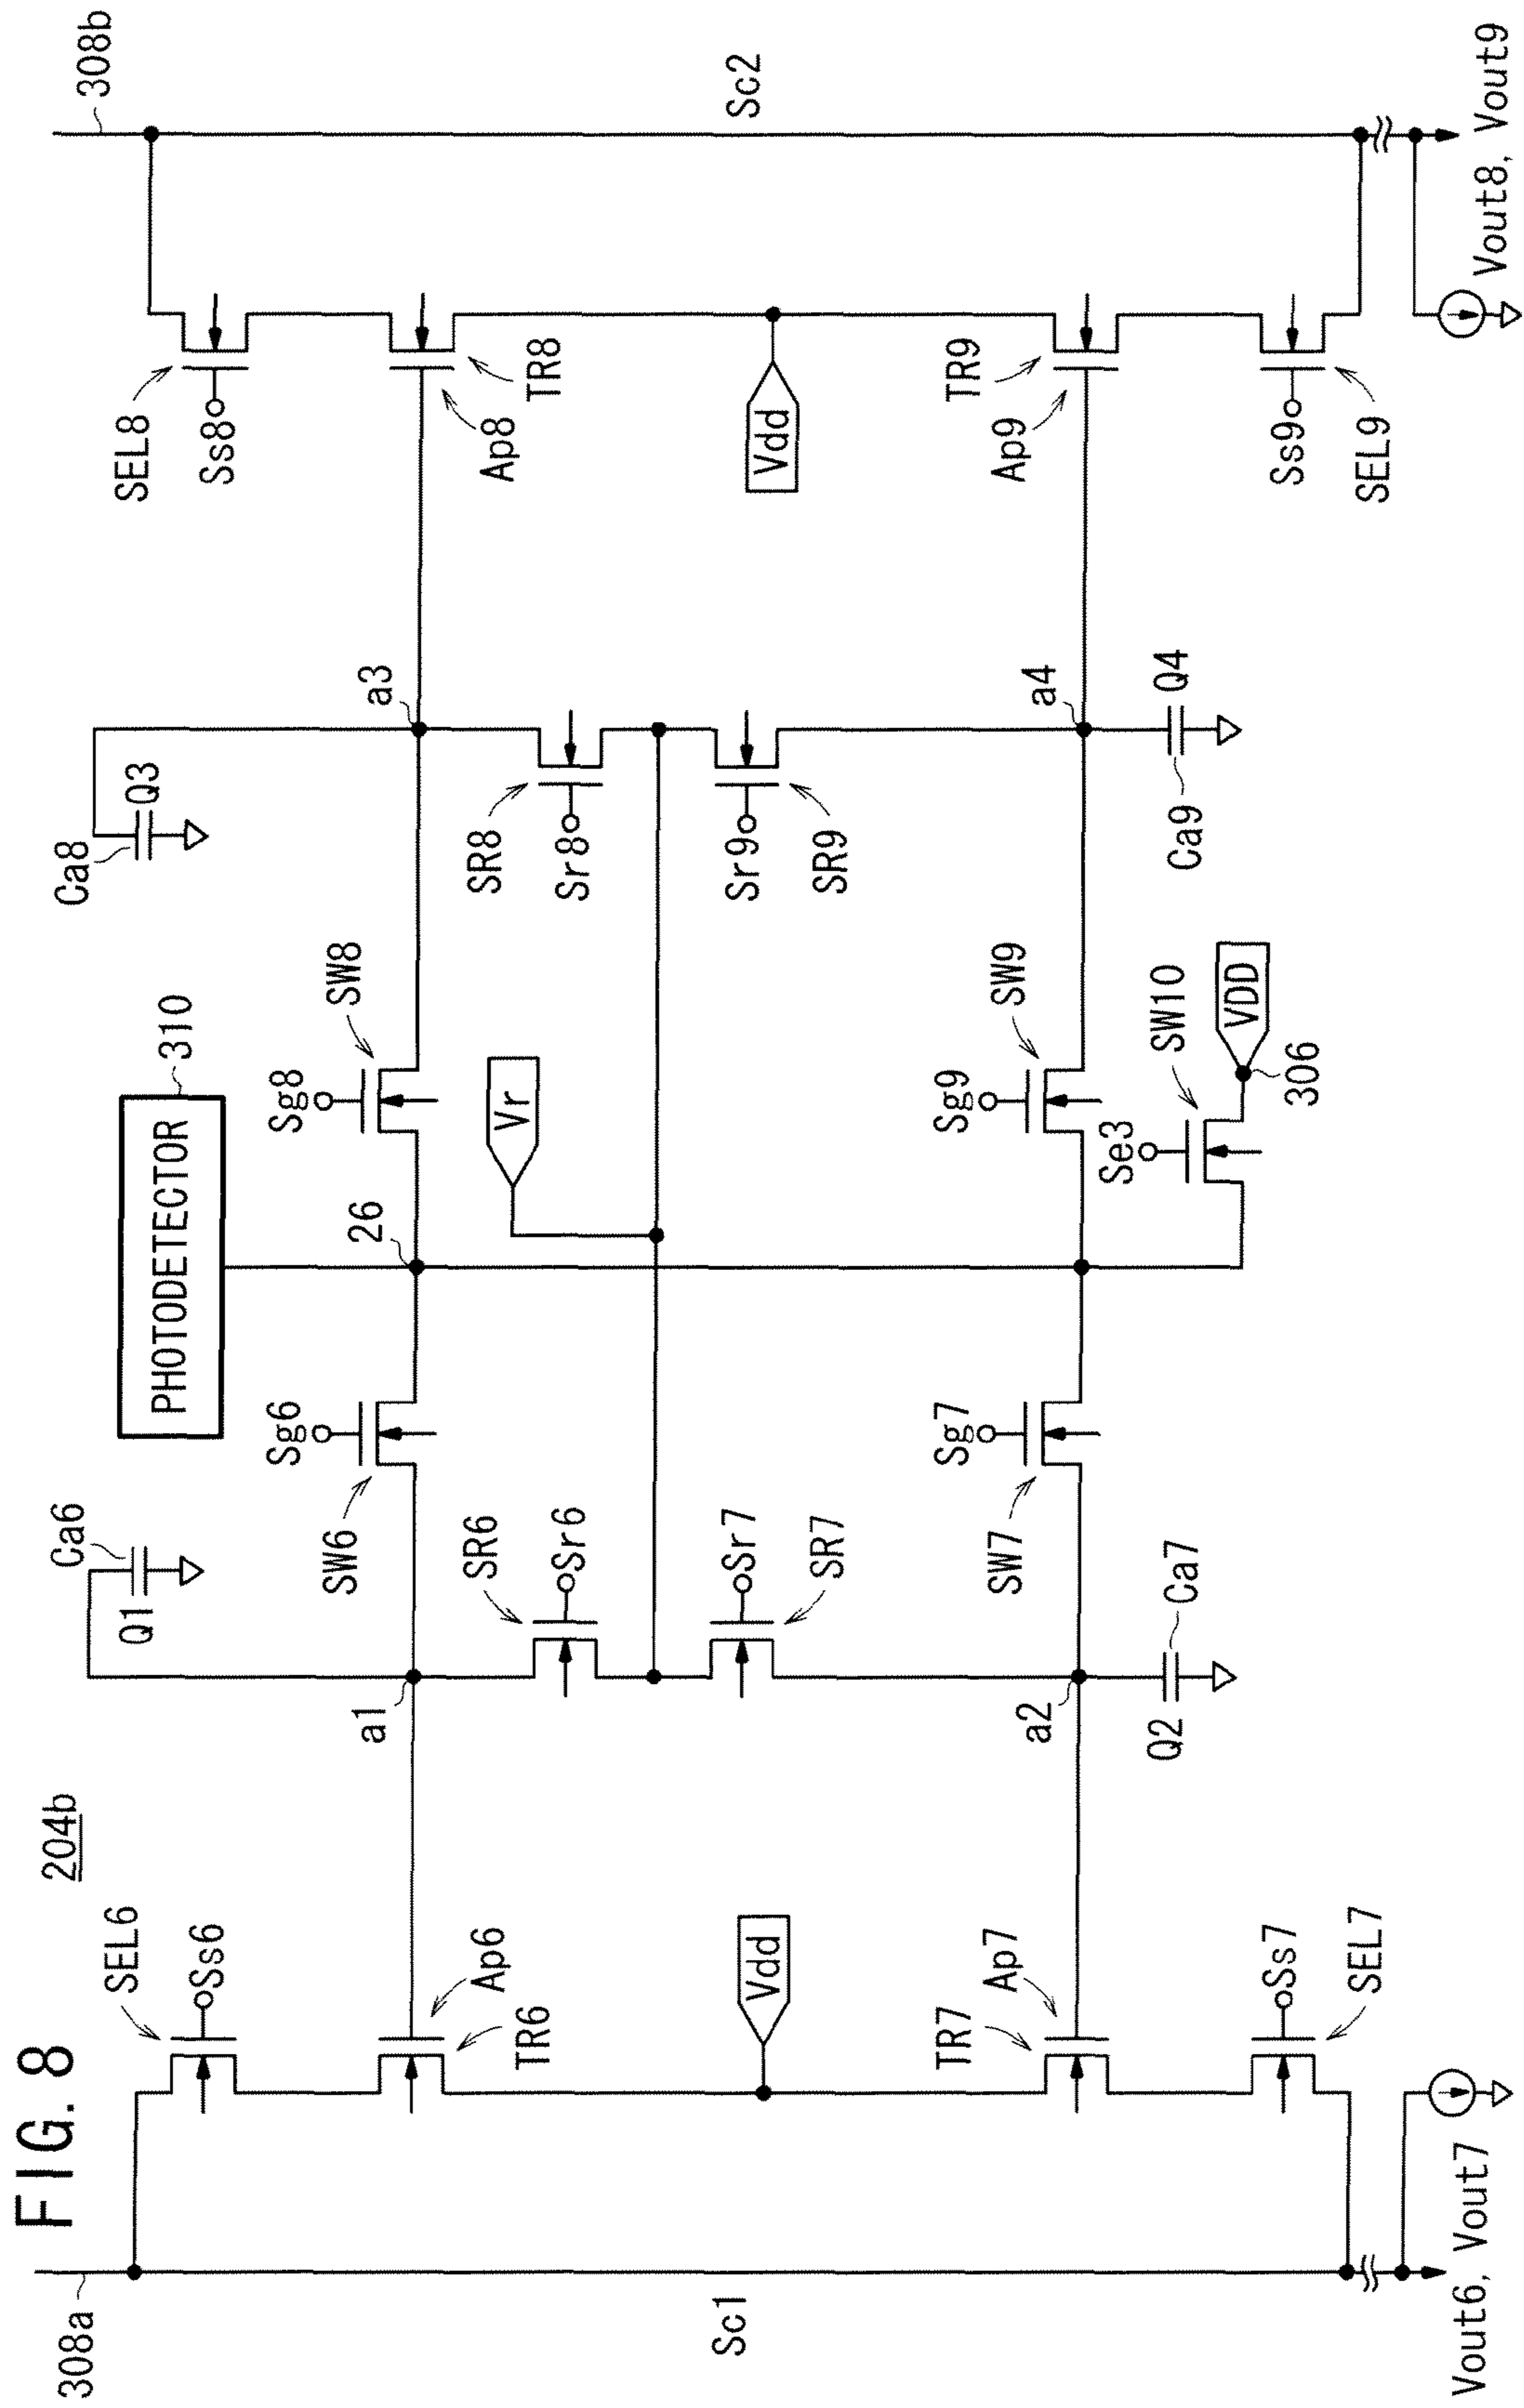 FIG. 8
204b
308a
Sc1
SEL6
Ss6
Ap6
TR6
Vdd
TR7
Ap7
Ss7
SEL7
Vout6, Vout7
Q1
Ca6
a1
SR6
Sr6
Sr7
SR7
a2
Q2
Ca7
SW6
Sg6
SW7
Sg7
PHOTODETECTOR
310
26
Vr
Sg8
SW8
Sg9
SW9
Se3
SW10
VDD
306
Ca8
Q3
a3
SR8
Sr8
Sr9
SR9
a4
Ca9
Q4
SEL8
Ss8
Ap8
TR8
Vdd
TR9
Ap9
Ss9
SEL9
308b
Sc2
Vout8, Vout9